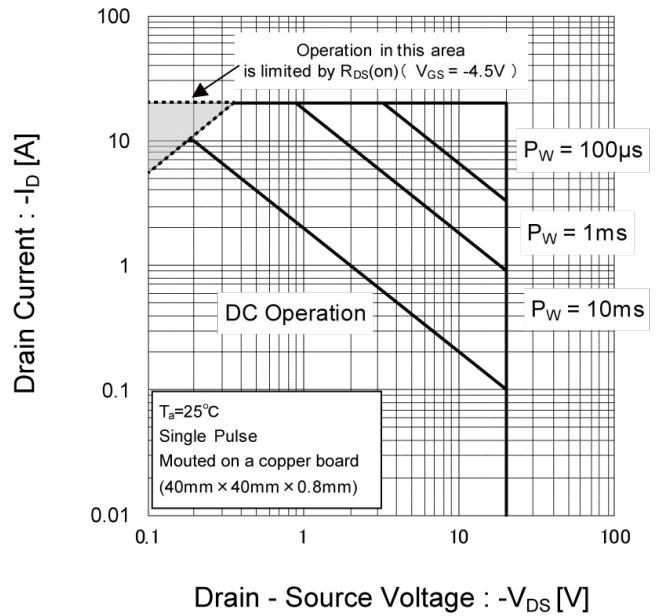 100
Operation in this area
is limited by RDS(on)( VGS = -4.5V )
10
PW = 100μs
PW = 1ms
1
DC Operation
PW = 10ms
0.1
Ta=25℃
Single Pulse
Mouted on a copper board
(40mm × 40mm × 0.8mm)
0.01
0.1
1
10
100
Drain Current : -ID [A]
Drain - Source Voltage : -VDS [V]